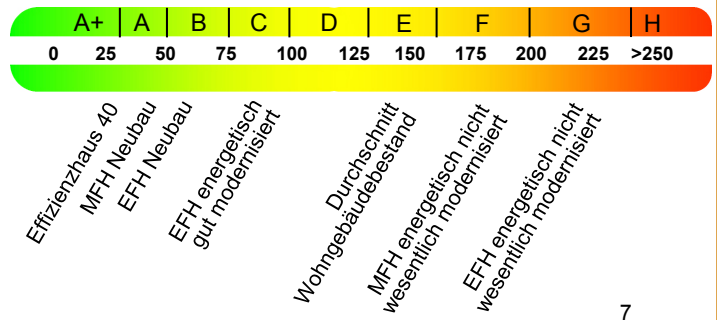 A+ A B C D E F G H
0 25 50 75 100 125 150 175 200 225 >250
Effizienzhaus 40
MFH Neubau
EFH Neubau
EFH energetisch
gut modernisiert
Durchschnitt
Wohngebäudebestand
MFH energetisch nicht
wesentlich modernisiert
EFH energetisch nicht
wesentlich modernisiert
7